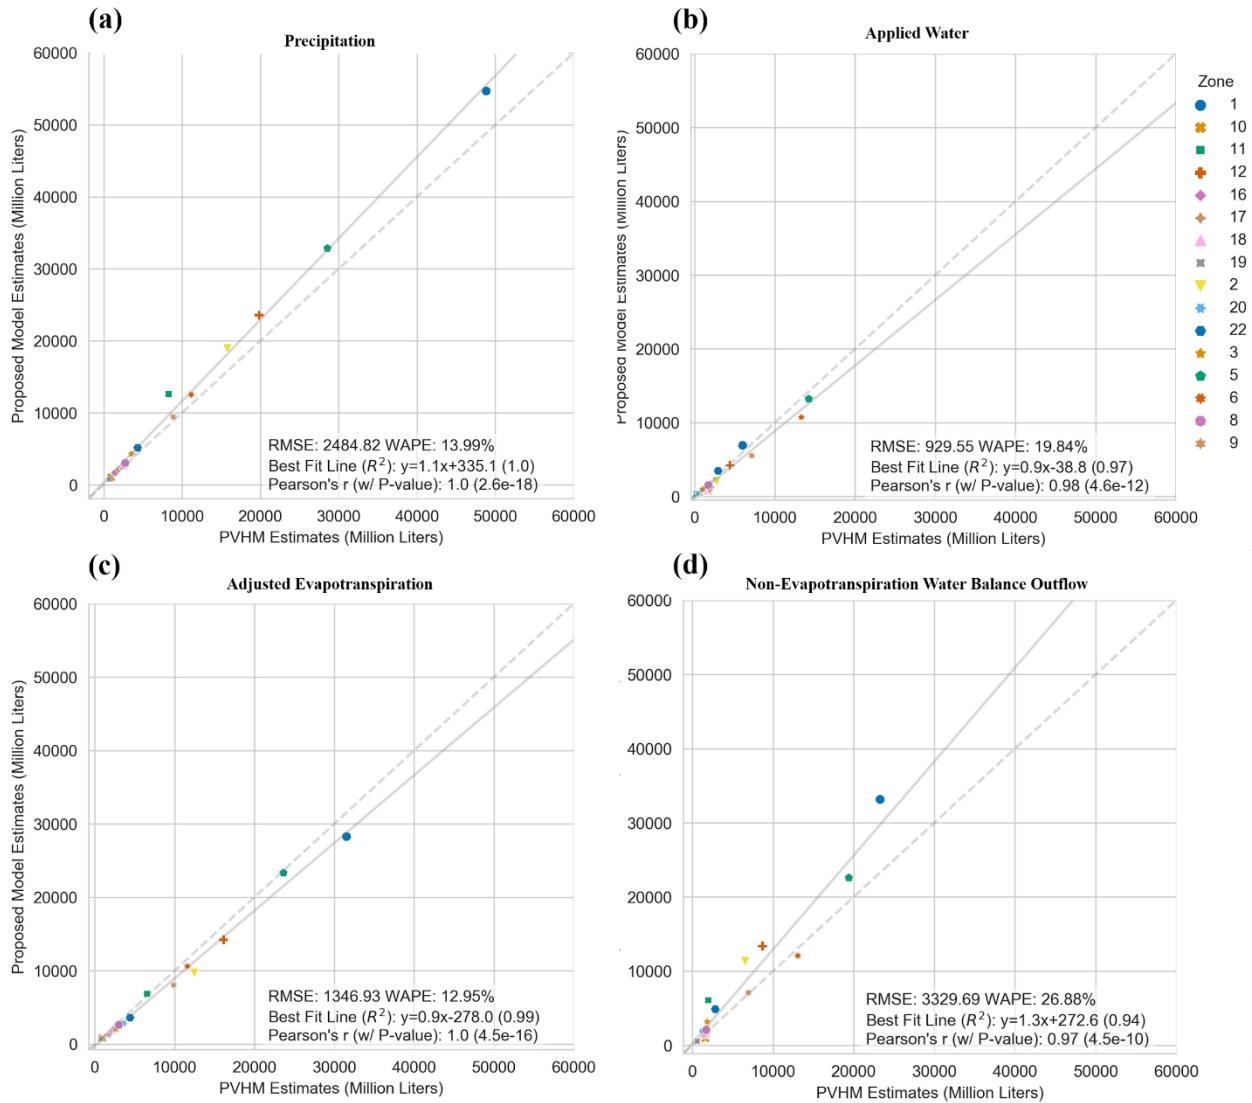 (a)
Precipitation
60000
50000
40000
30000
20000
10000
0
Proposed Model Estimates (Million Liters)
RMSE: 2484.82 WAPE: 13.99%
Best Fit Line (R²): y=1.1x+335.1 (1.0)
Pearson's r (w/ P-value): 1.0 (2.6e-18)
0 10000 20000 30000 40000 50000 60000
PVHM Estimates (Million Liters)
(b)
Applied Water
60000
50000
40000
30000
20000
10000
0
Proposed Model Estimates (Million Liters)
RMSE: 929.55 WAPE: 19.84%
Best Fit Line (R²): y=0.9x-38.8 (0.97)
Pearson's r (w/ P-value): 0.98 (4.6e-12)
0 10000 20000 30000 40000 50000 60000
PVHM Estimates (Million Liters)
Zone
1
10
11
12
16
17
18
19
2
20
22
3
5
6
8
9
(c)
Adjusted Evapotranspiration
60000
50000
40000
30000
20000
10000
0
Proposed Model Estimates (Million Liters)
RMSE: 1346.93 WAPE: 12.95%
Best Fit Line (R²): y=0.9x-278.0 (0.99)
Pearson's r (w/ P-value): 1.0 (4.5e-16)
0 10000 20000 30000 40000 50000 60000
PVHM Estimates (Million Liters)
(d)
Non-Evapotranspiration Water Balance Outflow
60000
50000
40000
30000
20000
10000
0
RMSE: 3329.69 WAPE: 26.88%
Best Fit Line (R²): y=1.3x+272.6 (0.94)
Pearson's r (w/ P-value): 0.97 (4.5e-10)
0 10000 20000 30000 40000 50000 60000
PVHM Estimates (Million Liters)